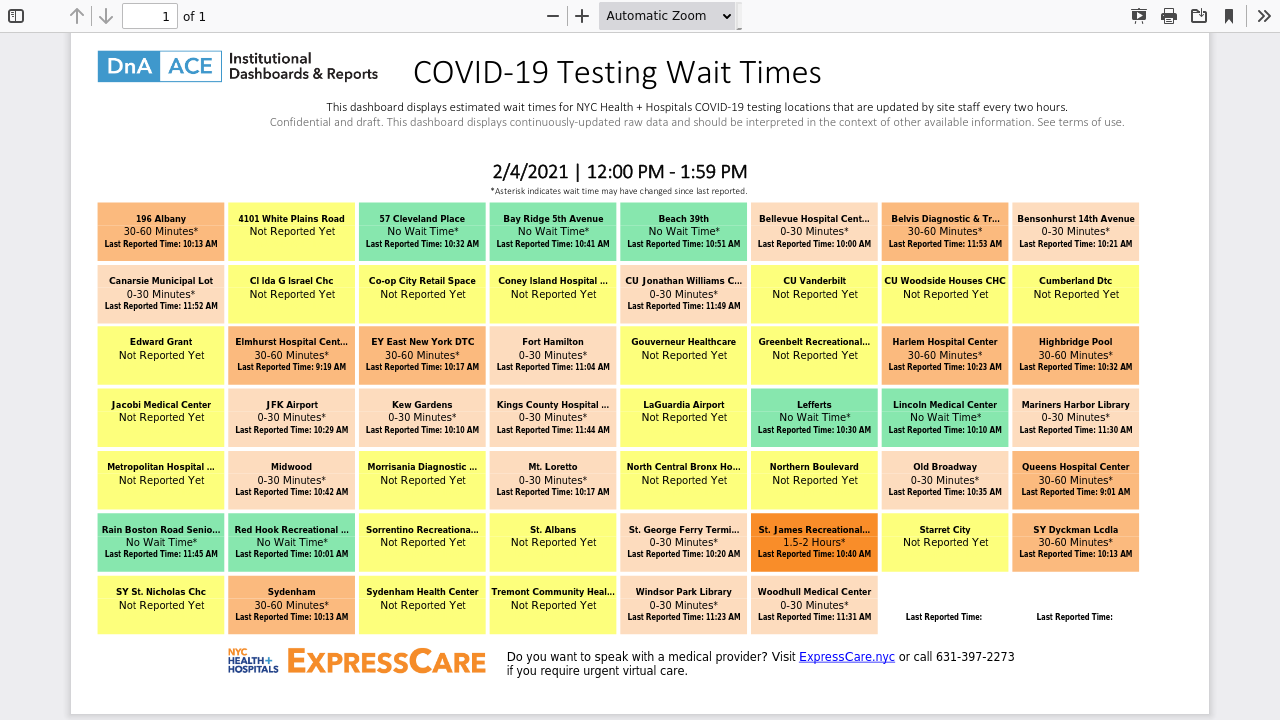 1 of 1 Automatic Zoom
DnA ACE Institutional
Dashboards & Reports
COVID-19 Testing Wait Times
This dashboard displays estimated wait times for NYC Health + Hospitals COVID-19 testing locations that are updated by site staff every two hours.
Confidential and draft. This dashboard displays continuously-updated raw data and should be interpreted in the context of other available information. See terms of use.
2/4/2021 | 12:00 PM - 1:59 PM
*Asterisk indicates wait time may have changed since last reported.
196 Albany
30-60 Minutes*
Last Reported Time: 10:13 AM
4101 White Plains Road
Not Reported Yet
57 Cleveland Place
No Wait Time*
Last Reported Time: 10:32 AM
Bay Ridge 5th Avenue
No Wait Time*
Last Reported Time: 10:41 AM
Beach 39th
No Wait Time*
Last Reported Time: 10:51 AM
Bellevue Hospital Cent...
0-30 Minutes*
Last Reported Time: 10:00 AM
Belvis Diagnostic & Tr...
30-60 Minutes*
Last Reported Time: 11:53 AM
Bensonhurst 14th Avenue
0-30 Minutes*
Last Reported Time: 10:21 AM
Canarsie Municipal Lot
0-30 Minutes*
Last Reported Time: 11:52 AM
Cl Ida G Israel Chc
Not Reported Yet
Co-op City Retail Space
Not Reported Yet
Coney Island Hospital ...
Not Reported Yet
CU Jonathan Williams C...
0-30 Minutes*
Last Reported Time: 11:49 AM
CU Vanderbilt
Not Reported Yet
CU Woodside Houses CHC
Not Reported Yet
Cumberland Dtc
Not Reported Yet
Edward Grant
Not Reported Yet
Elmhurst Hospital Cent...
30-60 Minutes*
Last Reported Time: 9:19 AM
EY East New York DTC
30-60 Minutes*
Last Reported Time: 10:17 AM
Fort Hamilton
0-30 Minutes*
Last Reported Time: 11:04 AM
Gouverneur Healthcare
Not Reported Yet
Greenbelt Recreational...
Not Reported Yet
Harlem Hospital Center
30-60 Minutes*
Last Reported Time: 10:23 AM
Highbridge Pool
30-60 Minutes*
Last Reported Time: 10:32 AM
Jacobi Medical Center
Not Reported Yet
JFK Airport
0-30 Minutes*
Last Reported Time: 10:29 AM
Kew Gardens
0-30 Minutes*
Last Reported Time: 10:10 AM
Kings County Hospital ...
0-30 Minutes*
Last Reported Time: 11:44 AM
LaGuardia Airport
Not Reported Yet
Lefferts
No Wait Time*
Last Reported Time: 10:30 AM
Lincoln Medical Center
No Wait Time*
Last Reported Time: 10:10 AM
Mariners Harbor Library
0-30 Minutes*
Last Reported Time: 11:30 AM
Metropolitan Hospital ...
Not Reported Yet
Midwood
0-30 Minutes*
Last Reported Time: 10:42 AM
Morrisania Diagnostic ...
Not Reported Yet
Mt. Loretto
0-30 Minutes*
Last Reported Time: 10:17 AM
North Central Bronx Ho...
Not Reported Yet
Northern Boulevard
Not Reported Yet
Old Broadway
0-30 Minutes*
Last Reported Time: 10:35 AM
Queens Hospital Center
30-60 Minutes*
Last Reported Time: 9:01 AM
Rain Boston Road Senio...
No Wait Time*
Last Reported Time: 11:45 AM
Red Hook Recreational ...
No Wait Time*
Last Reported Time: 10:01 AM
Sorrentino Recreationa...
Not Reported Yet
St. Albans
Not Reported Yet
St. George Ferry Termi...
0-30 Minutes*
Last Reported Time: 10:20 AM
St. James Recreational...
1.5-2 Hours*
Last Reported Time: 10:40 AM
Starret City
Not Reported Yet
SY Dyckman Lcdla
30-60 Minutes*
Last Reported Time: 10:13 AM
SY St. Nicholas Chc
Not Reported Yet
Sydenham
30-60 Minutes*
Last Reported Time: 10:13 AM
Sydenham Health Center
Not Reported Yet
Tremont Community Heal...
Not Reported Yet
Windsor Park Library
0-30 Minutes*
Last Reported Time: 11:23 AM
Woodhull Medical Center
0-30 Minutes*
Last Reported Time: 11:31 AM
Last Reported Time:
Last Reported Time:
NYC
HEALTH+
HOSPITALS
EXPRESSCARE
Do you want to speak with a medical provider? Visit ExpressCare.nyc or call 631-397-2273
if you require urgent virtual care.